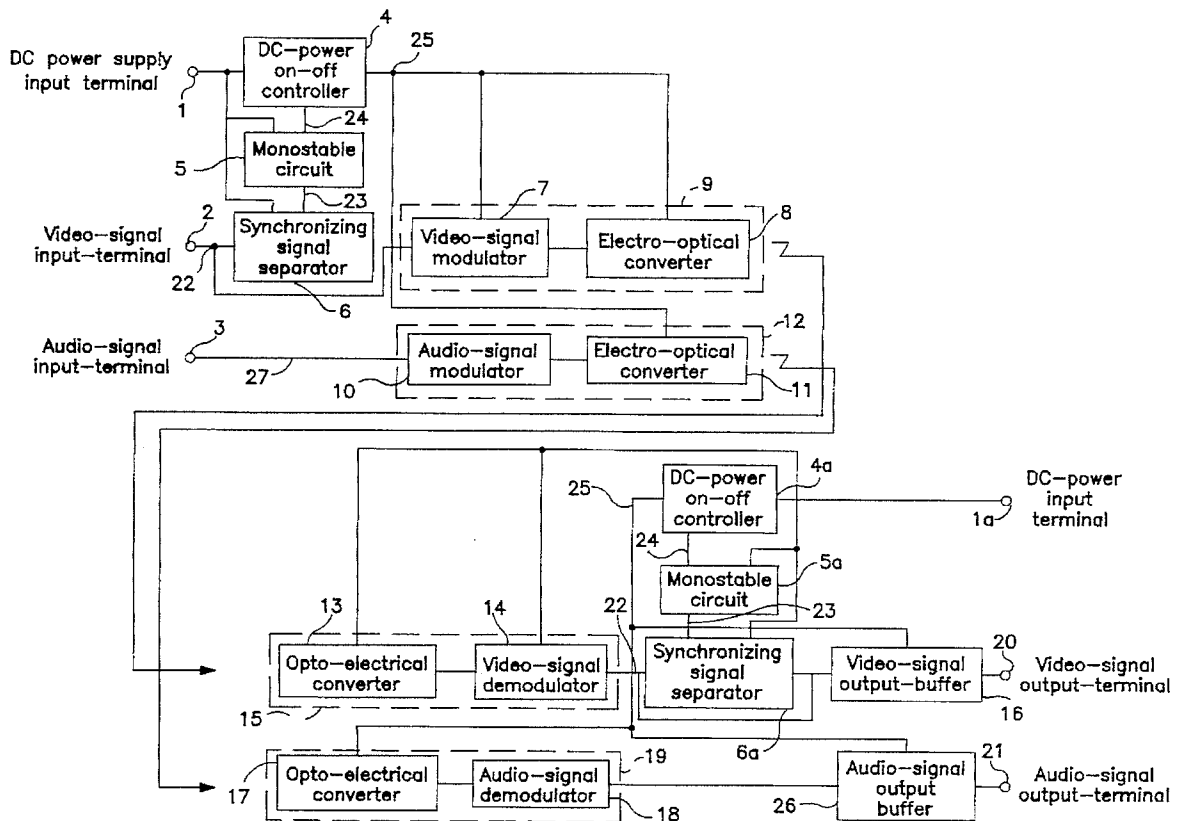 4
25
DC power supply
input terminal
1
DC-power
on-off
controller
24
5
Monostable
circuit
23
7
9
2
Video-signal
input-terminal
22
Synchronizing
signal
separator
6
Video-signal
modulator
Electro-optical
converter
8
3
12
Audio-signal
input-terminal
27
Audio-signal
modulator
10
Electro-optical
converter
11
25
DC-power
on-off
controller
4a
1a
DC-power
input
terminal
24
Monostable
circuit
5a
13
14
22
23
Opto-electrical
converter
Video-signal
demodulator
15
Synchronizing
signal
separator
6a
Video-signal
output-buffer
16
20
Video-signal
output-terminal
17
Opto-electrical
converter
Audio-signal
demodulator
19
18
26
Audio-signal
output
buffer
21
Audio-signal
output-terminal